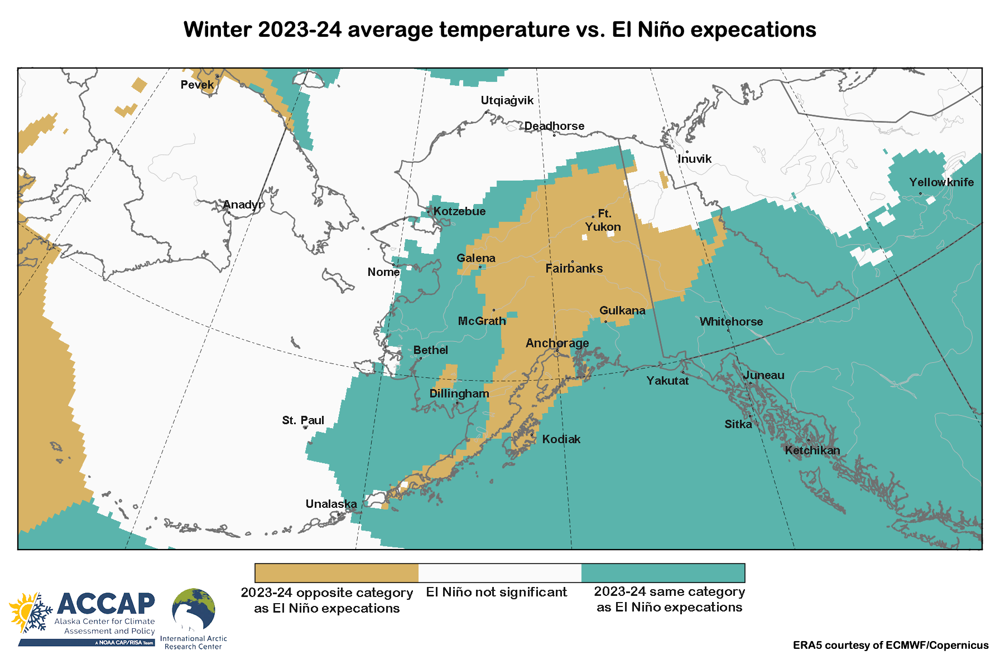 Winter 2023-24 average temperature vs. El Niño expecations
Pevek
Utqiaġvik
Deadhorse
Inuvik
Yellowknife
Anadyr
Kotzebue
Ft.
Yukon
Galena
Fairbanks
Nome
Gulkana
McGrath
Whitehorse
Anchorage
Bethel
Juneau
Yakutat
Dillingham
St. Paul
Sitka
Kodiak
Ketchikan
Unalaska
2023-24 opposite category
as El Niño expecations
El Niño not significant
2023-24 same category
as El Niño expecations
ACCAP
Alaska Center for Climate
Assessment and Policy
A NOAA CAP/RISA Team
International Arctic
Research Center
ERA5 courtesy of ECMWF/Copernicus